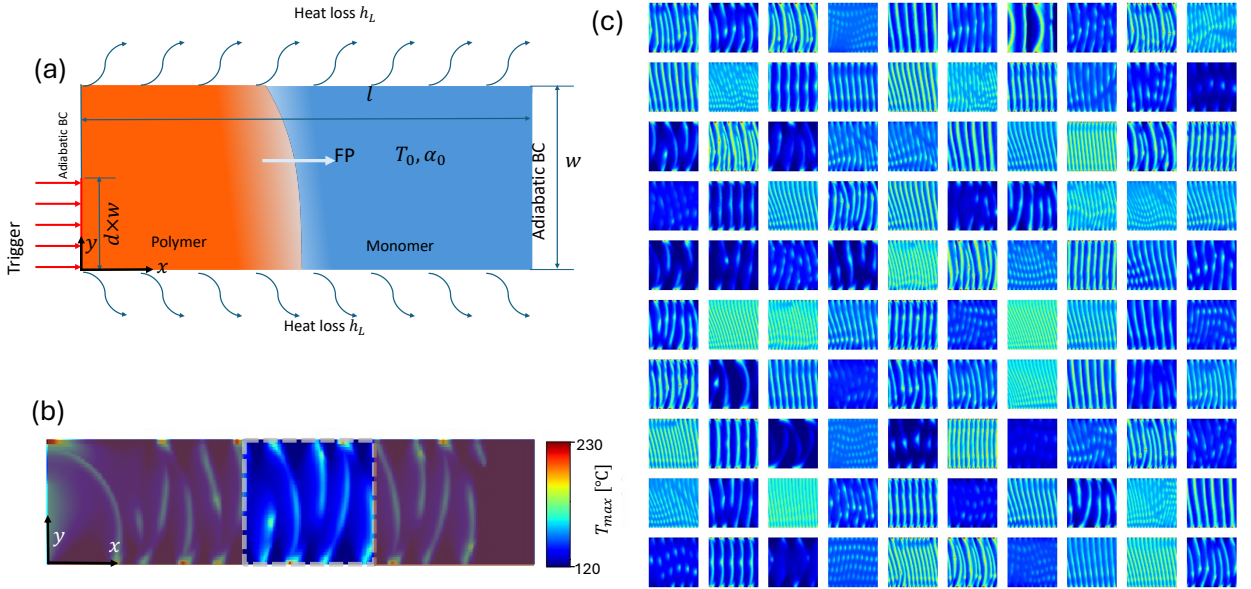 Heat loss h_L
(c)
(a)
l
Adiabatic BC
FP
T_0, α_0
w
Adiabatic BC
d×w
Trigger
y
Polymer
Monomer
x
Heat loss h_L
(b)
230
T_max [°C]
120
y
x